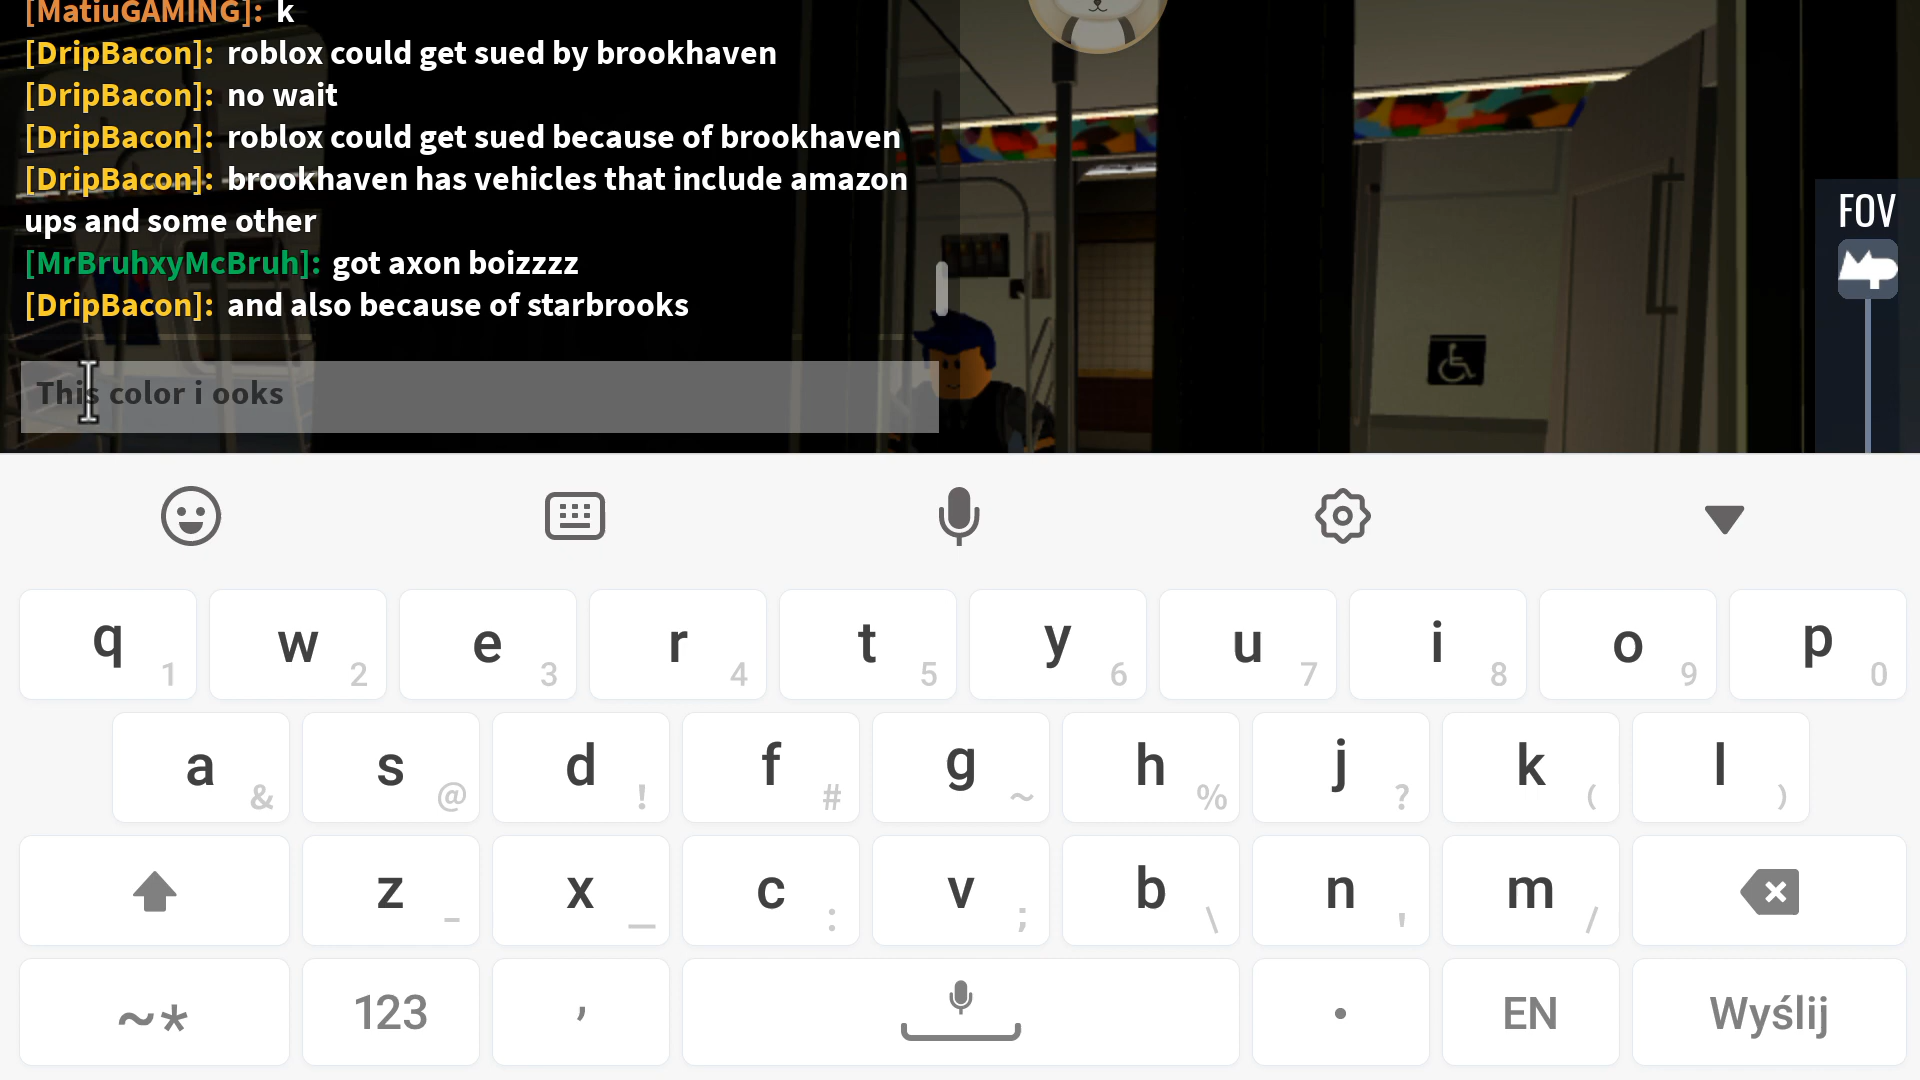 [MatiuGAMING]: k
[DripBacon]: roblox could get sued by brookhaven
[DripBacon]: no wait
[DripBacon]: roblox could get sued because of brookhaven
[DripBacon]: brookhaven has vehicles that include amazon
ups and some other
[MrBruhxyMcBruh]: got axon boizzzz
[DripBacon]: and also because of starbrooks
This color i ooks
FOV
q 1 w 2 e 3 r 4 t 5 y 6 u 7 i 8 o 9 p 0
a & s @ d ! f # g ~ h % j ? k ( l )
z - x _ c : v ; b \ n ' m /
~* 123 , . EN Wyślij